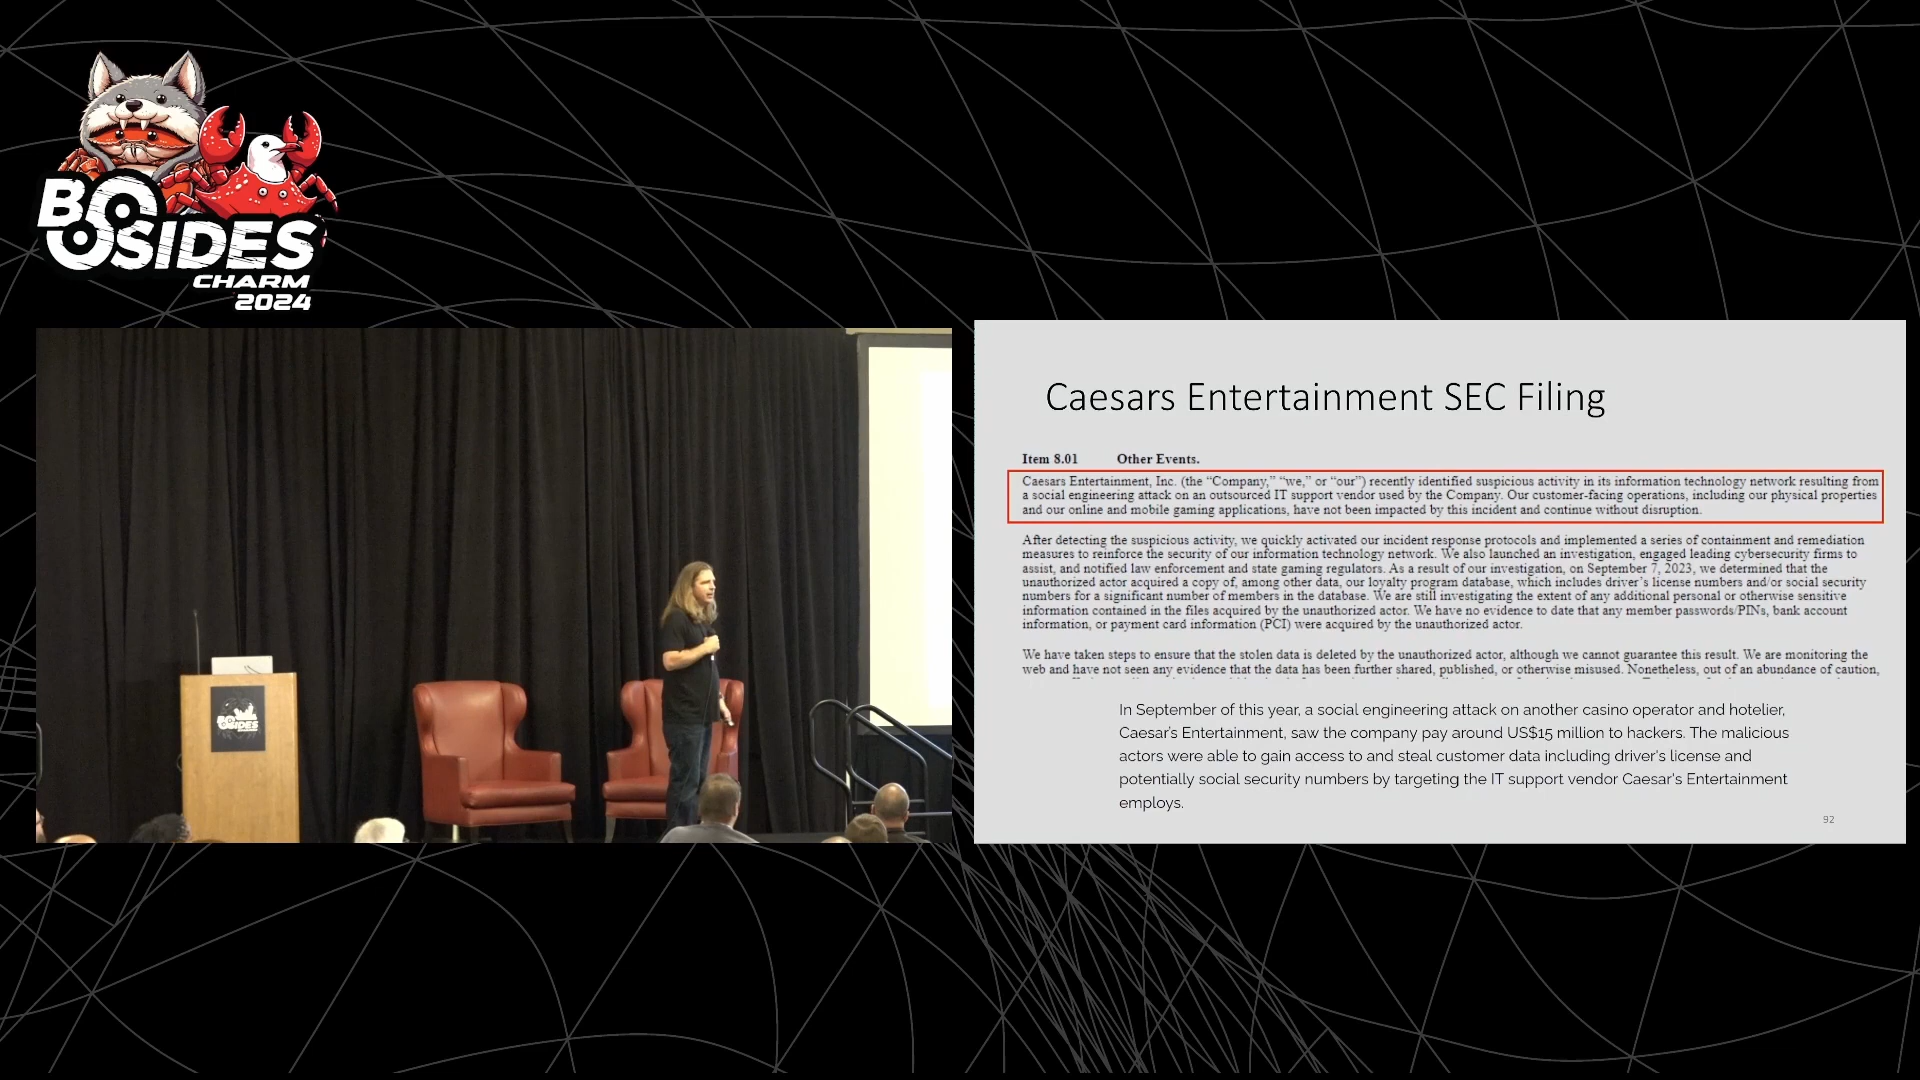 BSIDES
CHARM
2024
BSIDES
Caesars Entertainment SEC Filing
Item 8.01 Other Events.
Caesars Entertainment, Inc. (the “Company,” “we,” or “our”) recently identified suspicious activity in its information technology network resulting from
a social engineering attack on an outsourced IT support vendor used by the Company. Our customer-facing operations, including our physical properties
and our online and mobile gaming applications, have not been impacted by this incident and continue without disruption.
After detecting the suspicious activity, we quickly activated our incident response protocols and implemented a series of containment and remediation
measures to reinforce the security of our information technology network. We also launched an investigation, engaged leading cybersecurity firms to
assist, and notified law enforcement and state gaming regulators. As a result of our investigation, on September 7, 2023, we determined that the
unauthorized actor acquired a copy of, among other data, our loyalty program database, which includes driver’s license numbers and/or social security
numbers for a significant number of members in the database. We are still investigating the extent of any additional personal or otherwise sensitive
information contained in the files acquired by the unauthorized actor. We have no evidence to date that any member passwords/PINs, bank account
information, or payment card information (PCI) were acquired by the unauthorized actor.
We have taken steps to ensure that the stolen data is deleted by the unauthorized actor, although we cannot guarantee this result. We are monitoring the
web and have not seen any evidence that the data has been further shared, published, or otherwise misused. Nonetheless, out of an abundance of caution,
In September of this year, a social engineering attack on another casino operator and hotelier,
Caesar’s Entertainment, saw the company pay around US$15 million to hackers. The malicious
actors were able to gain access to and steal customer data including driver’s license and
potentially social security numbers by targeting the IT support vendor Caesar’s Entertainment
employs.
92